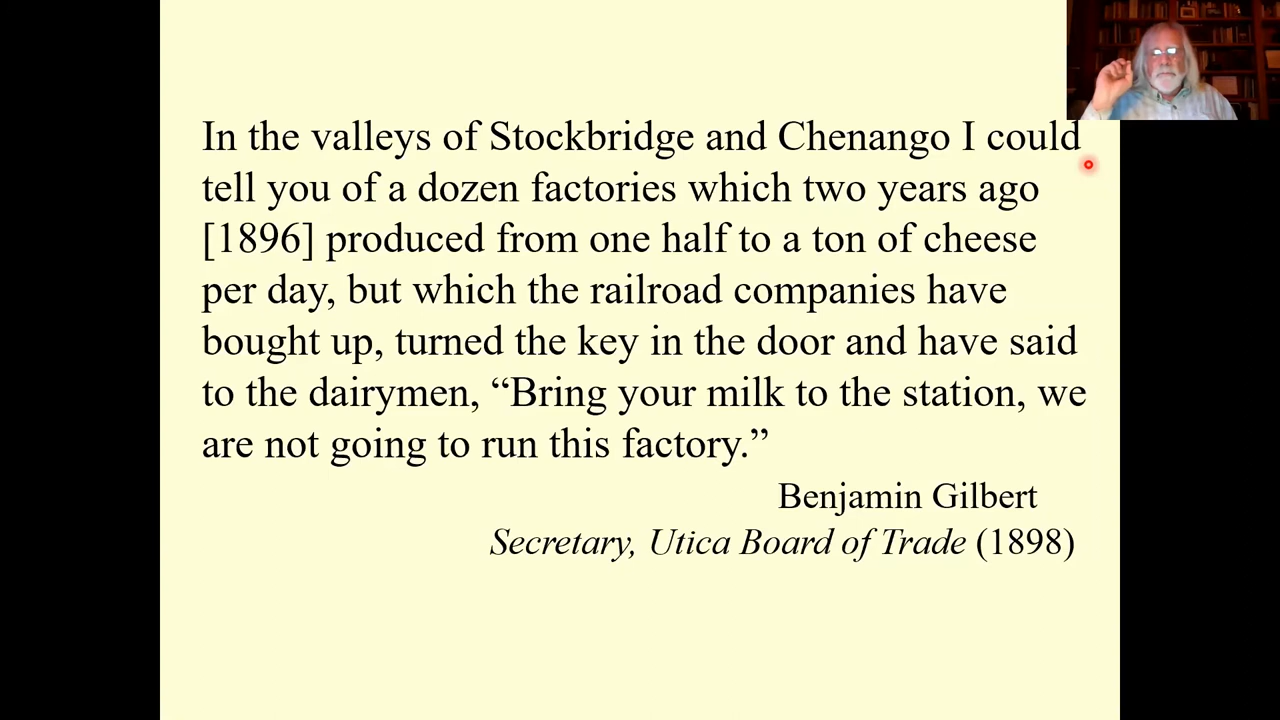 In the valleys of Stockbridge and Chenango I could
tell you of a dozen factories which two years ago
[1896] produced from one half to a ton of cheese
per day, but which the railroad companies have
bought up, turned the key in the door and have said
to the dairymen, “Bring your milk to the station, we
are not going to run this factory.”
Benjamin Gilbert
Secretary, Utica Board of Trade (1898)